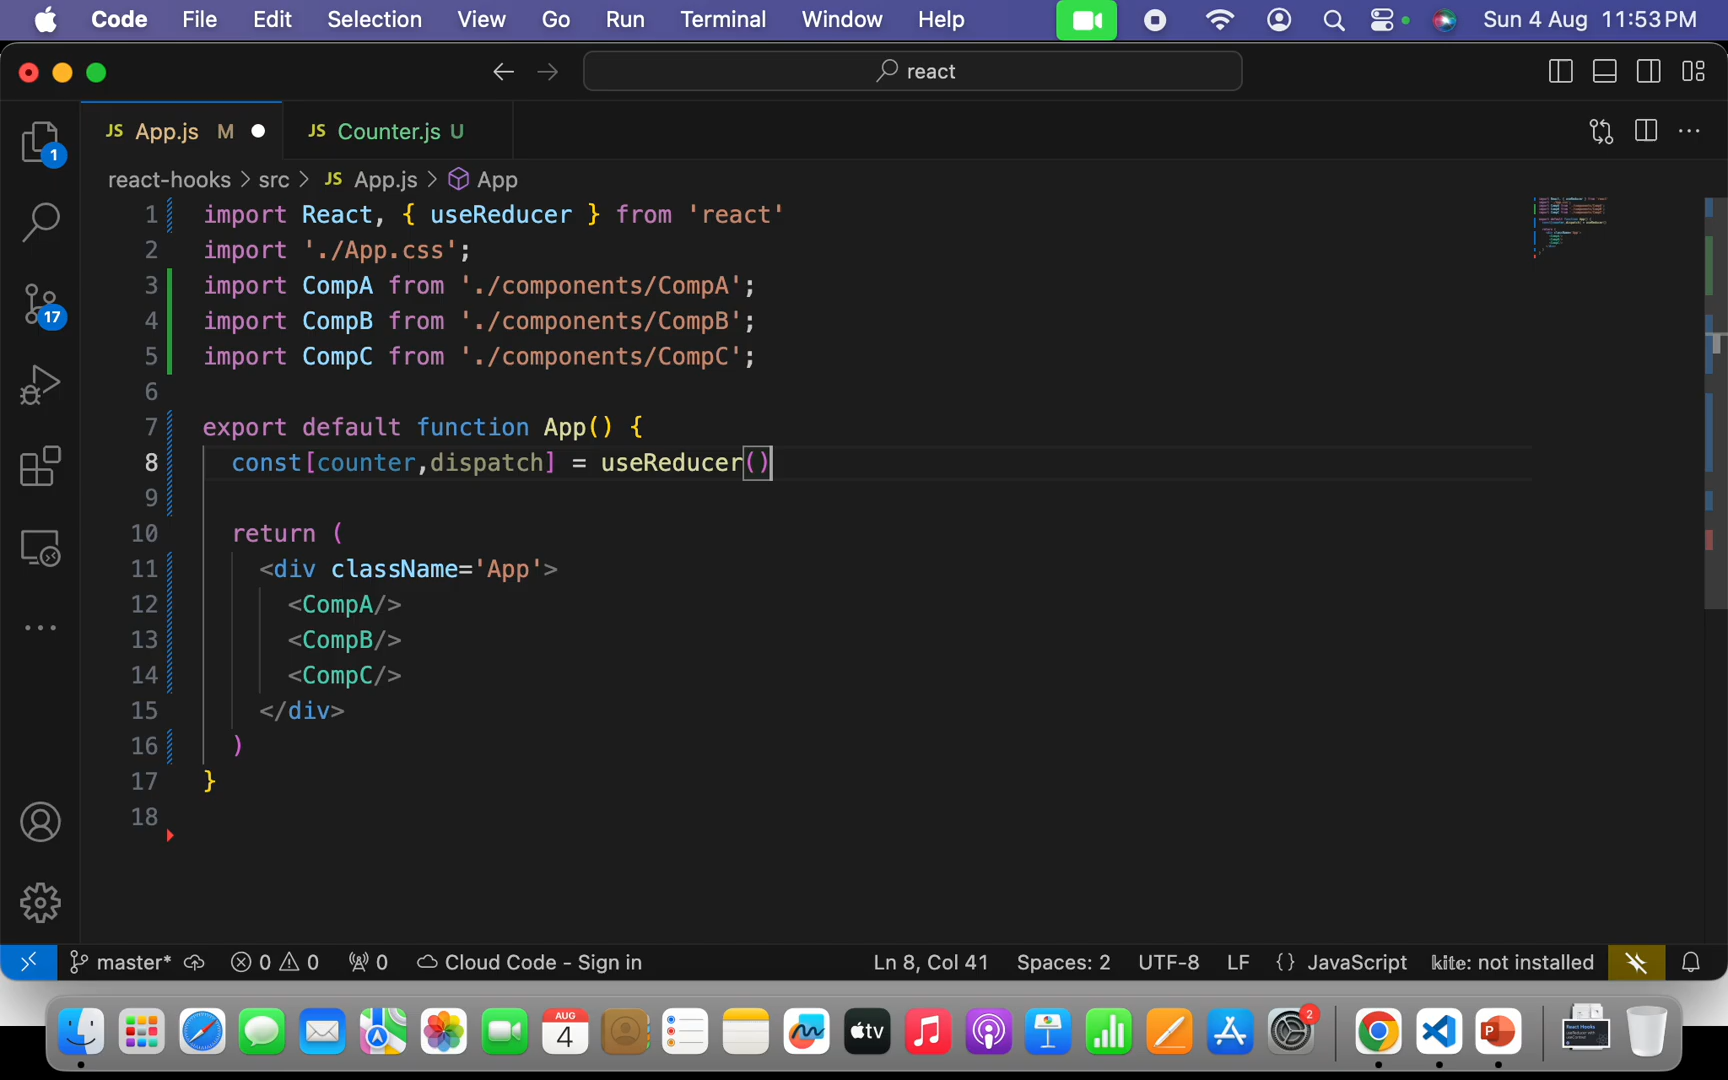 Code File Edit Selection View Go Run Terminal Window Help Sun 4 Aug 11:53 PM
react
JS App.js M JS Counter.js U
1
react-hooks > src > JS App.js > App
1 import React, { useReducer } from 'react'
2 import './App.css';
3 import CompA from './components/CompA';
4 import CompB from './components/CompB';
5 import CompC from './components/CompC';
17
6
7 export default function App() {
8 const[counter,dispatch] = useReducer()
9
10 return (
11 <div className='App'>
12 <CompA/>
13 <CompB/>
14 <CompC/>
15 </div>
16 )
17 }
18
master* 0 0 0 Cloud Code - Sign in Ln 8, Col 41 Spaces: 2 UTF-8 LF {} JavaScript kite: not installed
AUG
4
tv
2
P
React Hooks